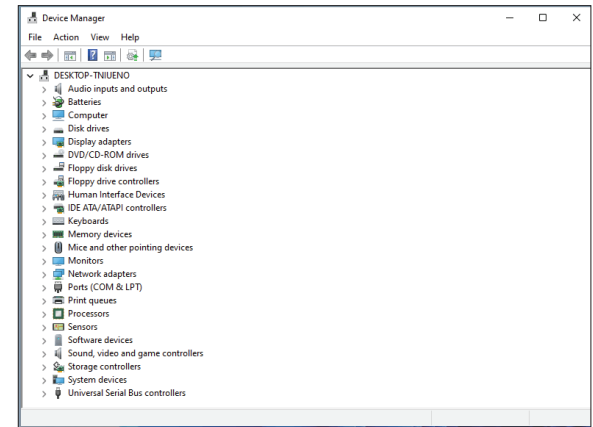 Device Manager
File Action View Help
DESKTOP-TNIUENO
Audio inputs and outputs
Batteries
Computer
Disk drives
Display adapters
DVD/CD-ROM drives
Floppy disk drives
Floppy drive controllers
Human Interface Devices
IDE ATA/ATAPI controllers
Keyboards
Memory devices
Mice and other pointing devices
Monitors
Network adapters
Ports (COM & LPT)
Print queues
Processors
Sensors
Software devices
Sound, video and game controllers
Storage controllers
System devices
Universal Serial Bus controllers